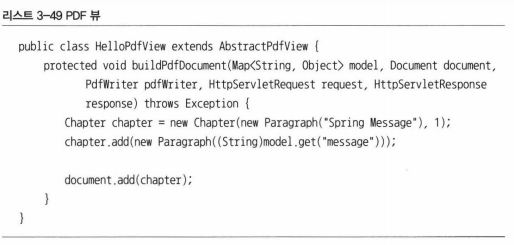 리스트 3-49 PDF 뷰
public class HelloPdfView extends AbstractPdfView {
protected void buildPdfDocument(Map<String, Object> model, Document document,
PdfWriter pdfWriter, HttpServletRequest request, HttpServletResponse
response) throws Exception {
Chapter chapter = new Chapter(new Paragraph("Spring Message"), 1);
chapter.add(new Paragraph((String)model.get("message")));
document.add(chapter);
}
}